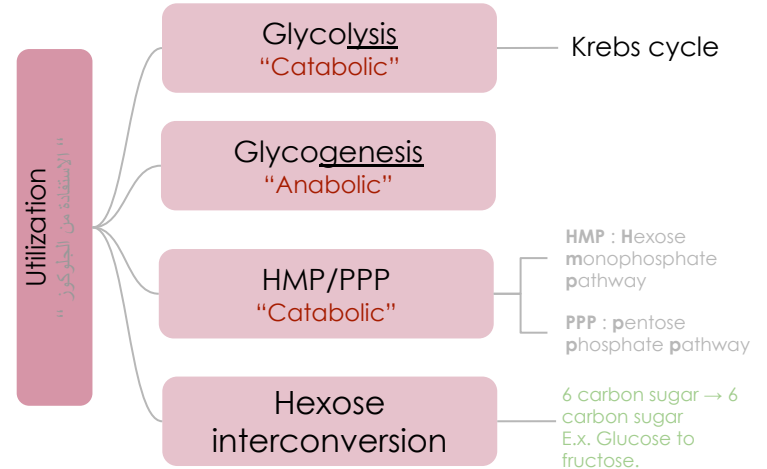 Utilization
“ الاستفادة من الجلوكوز “
Glycolysis
“Catabolic”
Krebs cycle
Glycogenesis
“Anabolic”
HMP/PPP
“Catabolic”
HMP : Hexose
monophosphate
pathway
PPP : pentose
phosphate pathway
Hexose
interconversion
6 carbon sugar → 6
carbon sugar
E.x. Glucose to
fructose.